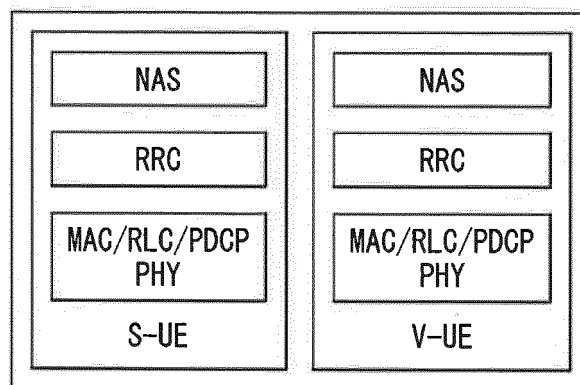 NAS
RRC
MAC/RLC/PDCP
PHY
S-UE
NAS
RRC
MAC/RLC/PDCP
PHY
V-UE